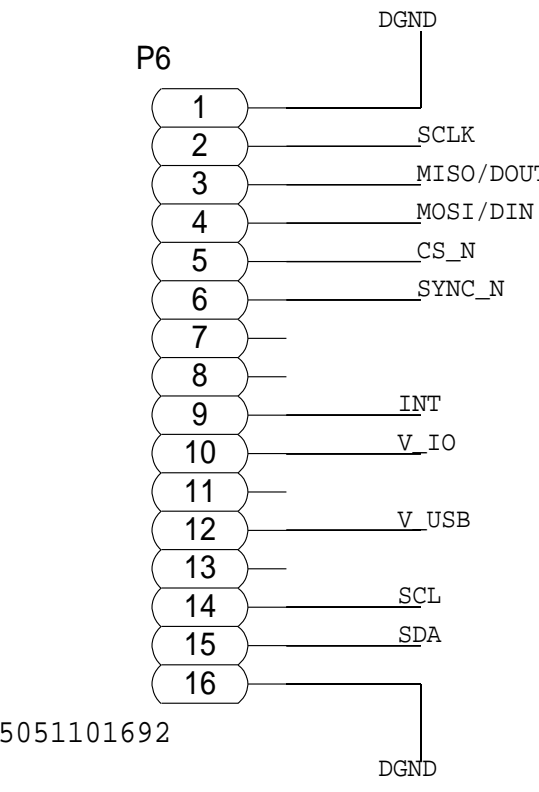 DGND
P6
1
2 SCLK
3 MISO/DOUT
4 MOSI/DIN
5 CS_N
6 SYNC_N
7
8
9 INT
10 V_IO
11
12 V_USB
13
14 SCL
15 SDA
16
5051101692
DGND